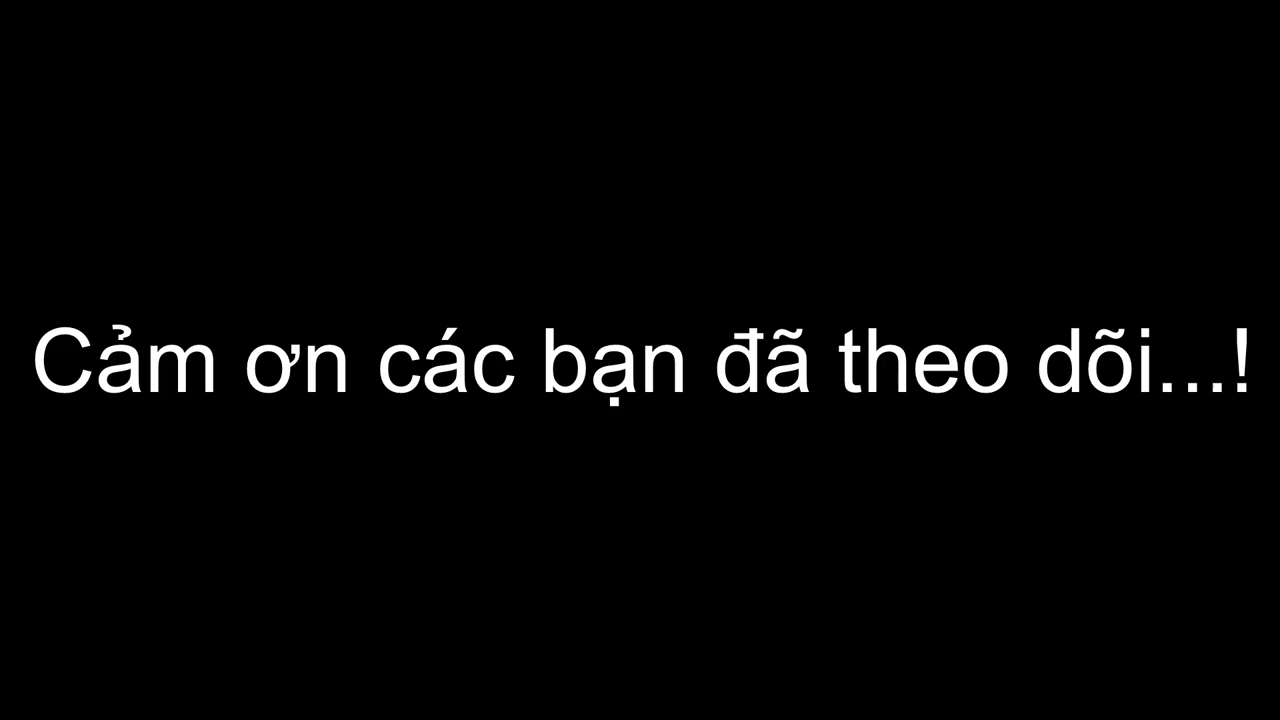 Cảm ơn các bạn đã theo dõi...!